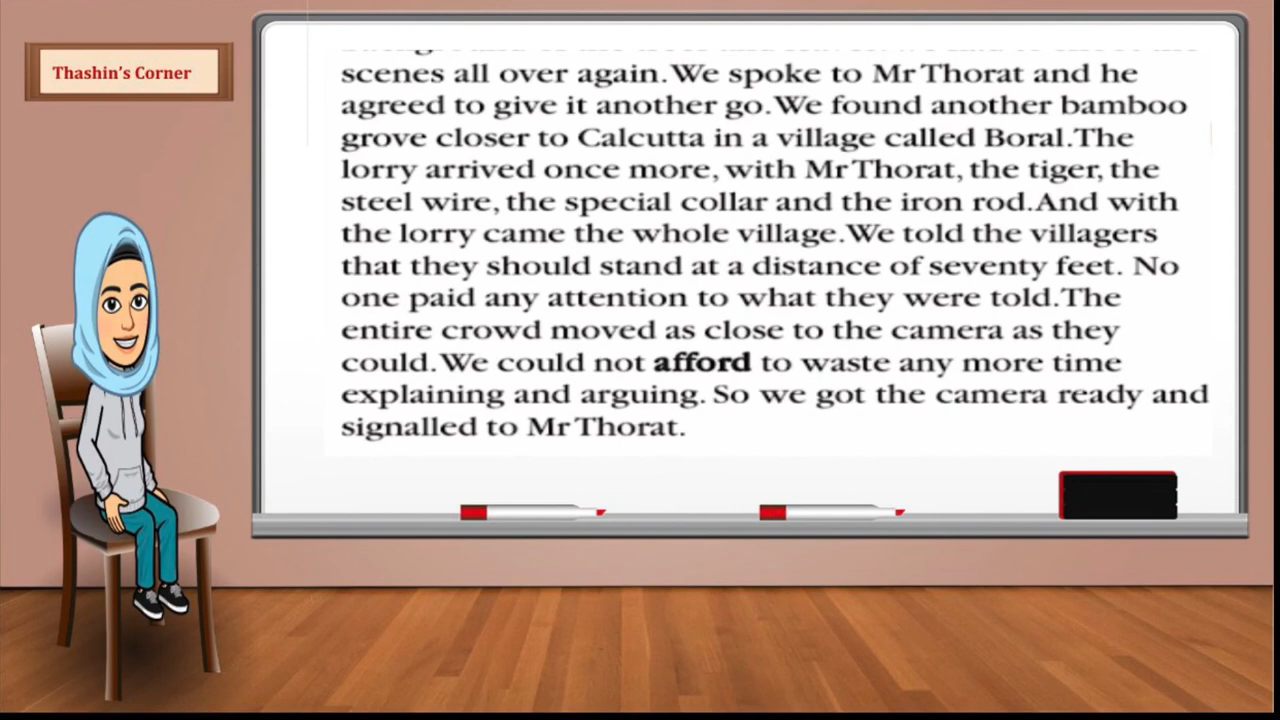 Thashin's Corner
scenes all over again. We spoke to Mr Thorat and he
agreed to give it another go. We found another bamboo
grove closer to Calcutta in a village called Boral. The
lorry arrived once more, with Mr Thorat, the tiger, the
steel wire, the special collar and the iron rod. And with
the lorry came the whole village. We told the villagers
that they should stand at a distance of seventy feet. No
one paid any attention to what they were told. The
entire crowd moved as close to the camera as they
could. We could not afford to waste any more time
explaining and arguing. So we got the camera ready and
signalled to Mr Thorat.